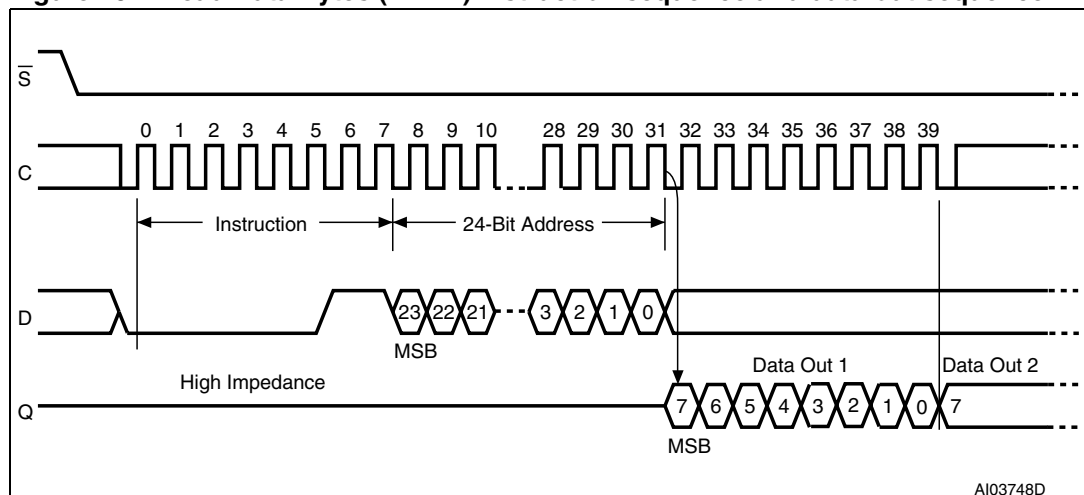 S
0 1 2 3 4 5 6 7 8 9 10 28 29 30 31 32 33 34 35 36 37 38 39
C
Instruction 24-Bit Address
D
23 22 21 3 2 1 0
MSB
High Impedance Data Out 1 Data Out 2
Q
7 6 5 4 3 2 1 0 7
MSB
AI03748D